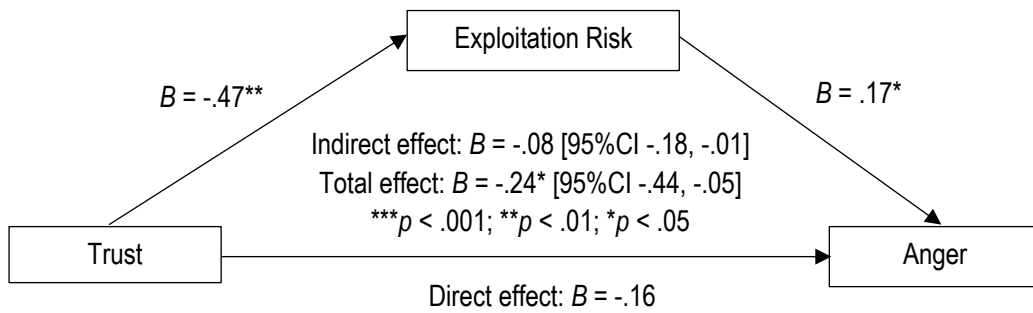 Exploitation Risk
B = -.47**
B = .17*
Indirect effect: B = -.08 [95%CI -.18, -.01]
Total effect: B = -.24* [95%CI -.44, -.05]
***p < .001; **p < .01; *p < .05
Trust
Anger
Direct effect: B = -.16